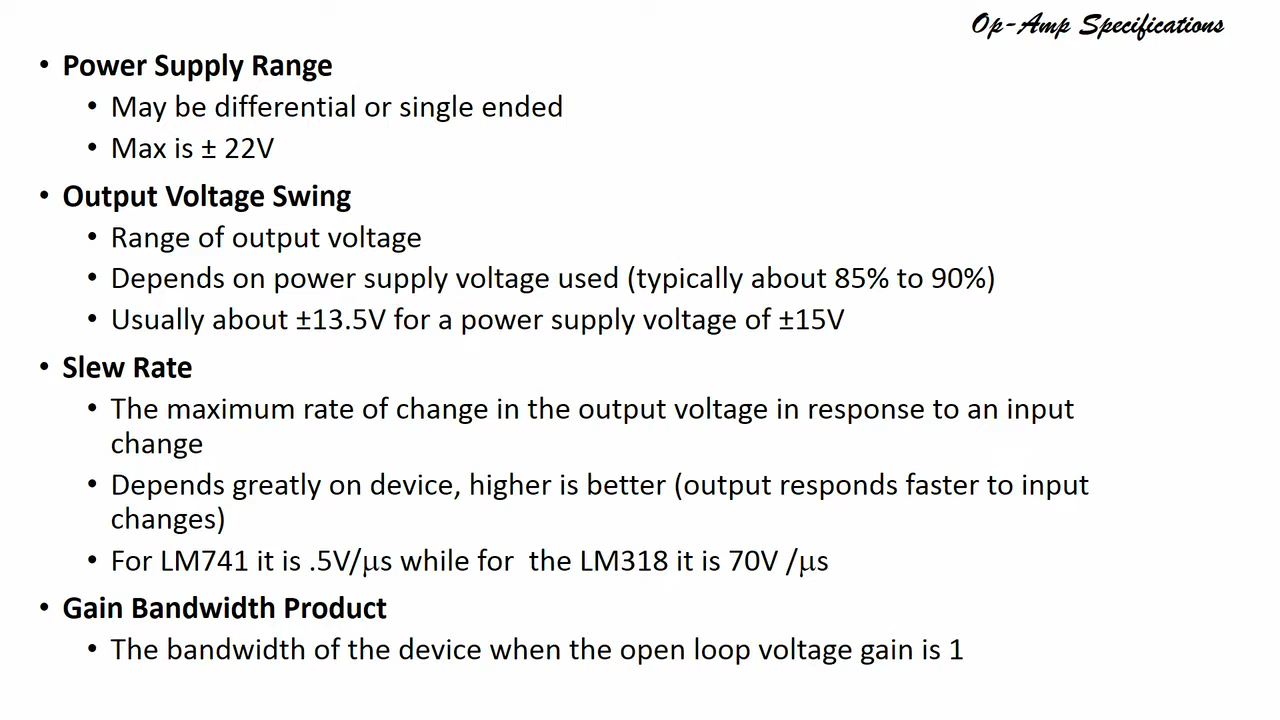 Op-Amp Specifications
• Power Supply Range
• May be differential or single ended
• Max is ± 22V
• Output Voltage Swing
• Range of output voltage
• Depends on power supply voltage used (typically about 85% to 90%)
• Usually about ±13.5V for a power supply voltage of ±15V
• Slew Rate
• The maximum rate of change in the output voltage in response to an input
change
• Depends greatly on device, higher is better (output responds faster to input
changes)
• For LM741 it is .5V/μs while for  the LM318 it is 70V /μs
• Gain Bandwidth Product
• The bandwidth of the device when the open loop voltage gain is 1